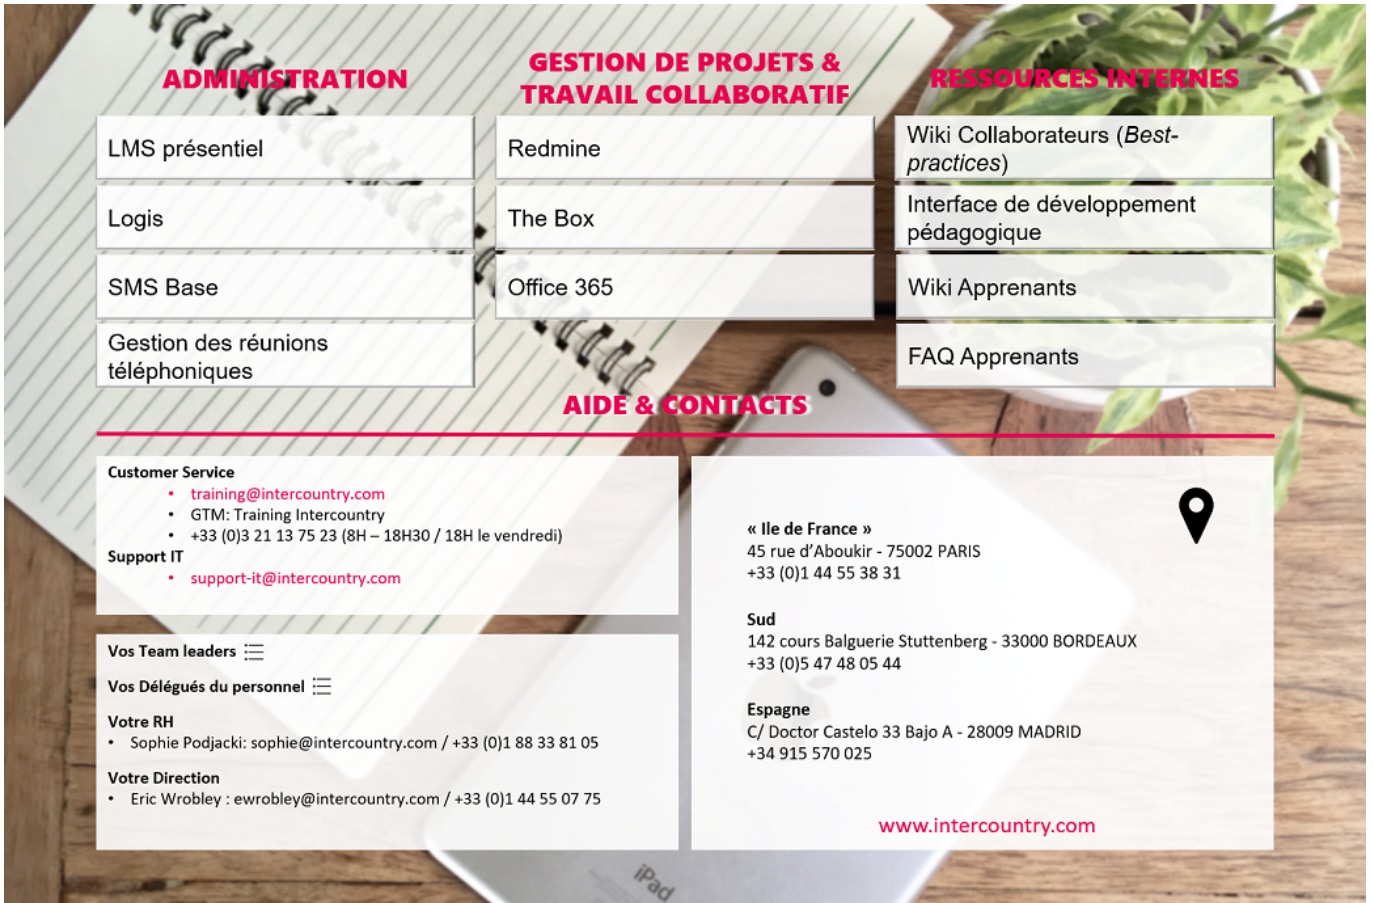 ADMINISTRATION
LMS présentiel
Logis
SMS Base
Gestion des réunions
téléphoniques
GESTION DE PROJETS &
TRAVAIL COLLABORATIF
Redmine
The Box
Office 365
RESSOURCES INTERNES
Wiki Collaborateurs (Best-
practices)
Interface de développement
pédagogique
Wiki Apprenants
FAQ Apprenants
AIDE & CONTACTS
Customer Service
• training@intercountry.com
• GTM: Training Intercountry
• +33 (0)3 21 13 75 23 (8H – 18H30 / 18H le vendredi)
Support IT
• support-it@intercountry.com
Vos Team leaders
Vos Délégués du personnel
Votre RH
• Sophie Podjacki: sophie@intercountry.com / +33 (0)1 88 33 81 05
Votre Direction
• Eric Wrobley : ewrobley@intercountry.com / +33 (0)1 44 55 07 75
« Ile de France »
45 rue d’Aboukir - 75002 PARIS
+33 (0)1 44 55 38 31
Sud
142 cours Balguerie Stuttenberg - 33000 BORDEAUX
+33 (0)5 47 48 05 44
Espagne
C/ Doctor Castelo 33 Bajo A - 28009 MADRID
+34 915 570 025
www.intercountry.com
iPad